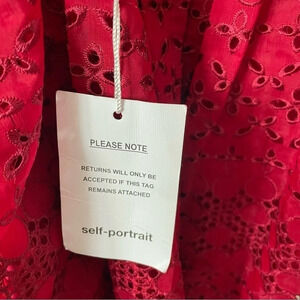 PLEASE NOTE
RETURNS WILL ONLY BE
ACCEPTED IF THIS TAG
REMAINS ATTACHED
self-portrait